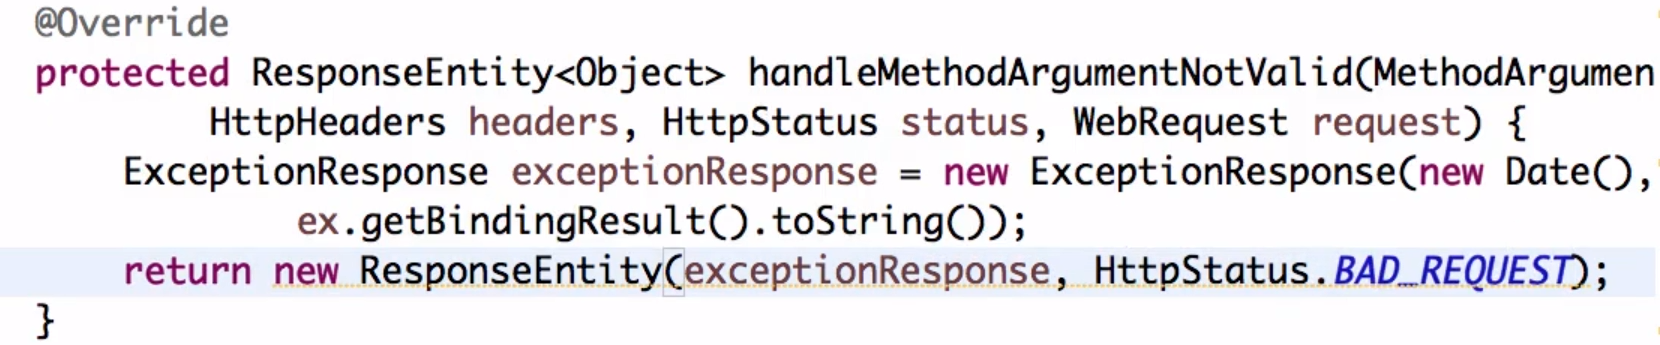 @Override
protected ResponseEntity<Object> handleMethodArgumentNotValid(MethodArgumen
HttpHeaders headers, HttpStatus status, WebRequest request) {
ExceptionResponse exceptionResponse = new ExceptionResponse(new Date(),
ex.getBindingResult().toString());
return new ResponseEntity(exceptionResponse, HttpStatus.BAD_REQUEST);
}